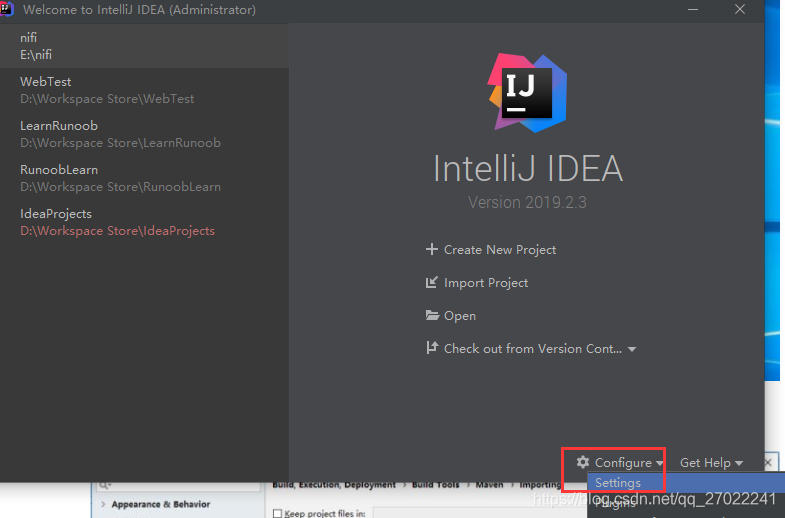 Welcome to IntelliJ IDEA (Administrator)
nifi
E:\nifi
WebTest
D:\Workspace Store\WebTest
LearnRunoob
D:\Workspace Store\LearnRunoob
RunoobLearn
D:\Workspace Store\RunoobLearn
IdeaProjects
D:\Workspace Store\IdeaProjects
IJ
IntelliJ IDEA
Version 2019.2.3
Create New Project
Import Project
Open
Check out from Version Cont...
Configure
Get Help
Settings
Plugins
https://blog.csdn.net/qq_27022241
Build, Execution, Deployment › Build Tools › Maven › Importing
Appearance & Behavior
Keep project files in: